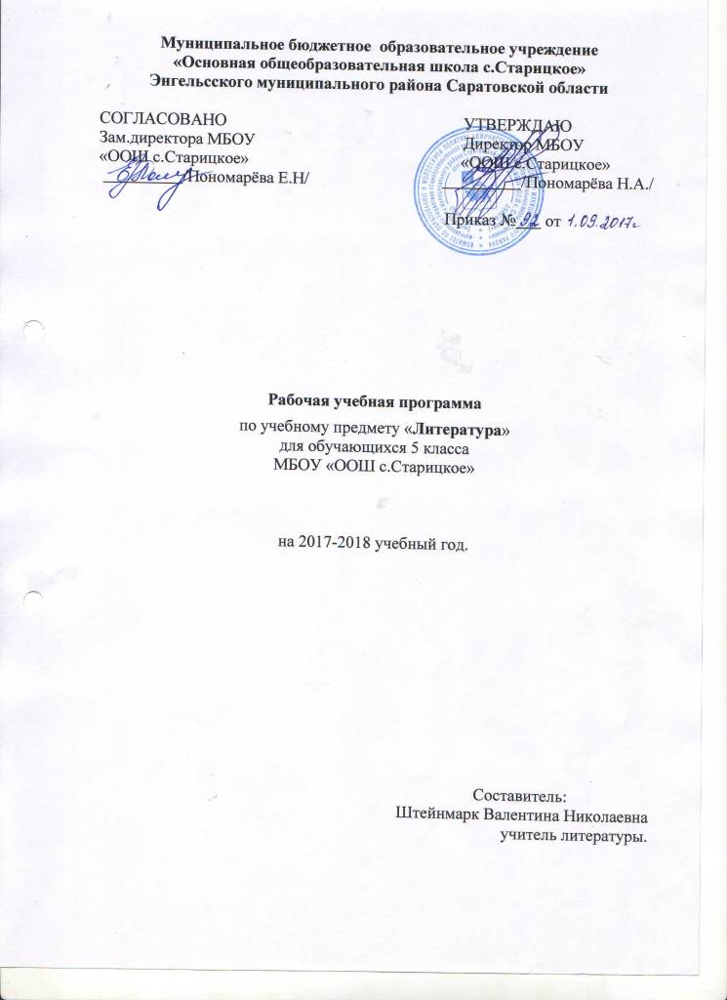 Муниципальное бюджетное образовательное учреждение
«Основная общеобразовательная школа с.Старицкое»
Энгельсского муниципального района Саратовской области
СОГЛАСОВАНО
Зам.директора МБОУ
«ООШ с.Старицкое»
/Пономарёва Е.Н/
УТВЕРЖДАЮ
Директор МБОУ
«ООШ с.Старицкое»
/Пономарёва Н.А./
Приказ № 92 от 1.09.2017г
Рабочая учебная программа
по учебному предмету «Литература»
для обучающихся 5 класса
МБОУ «ООШ с.Старицкое»
на 2017-2018 учебный год.
Составитель:
Штейнмарк Валентина Николаевна
учитель литературы.